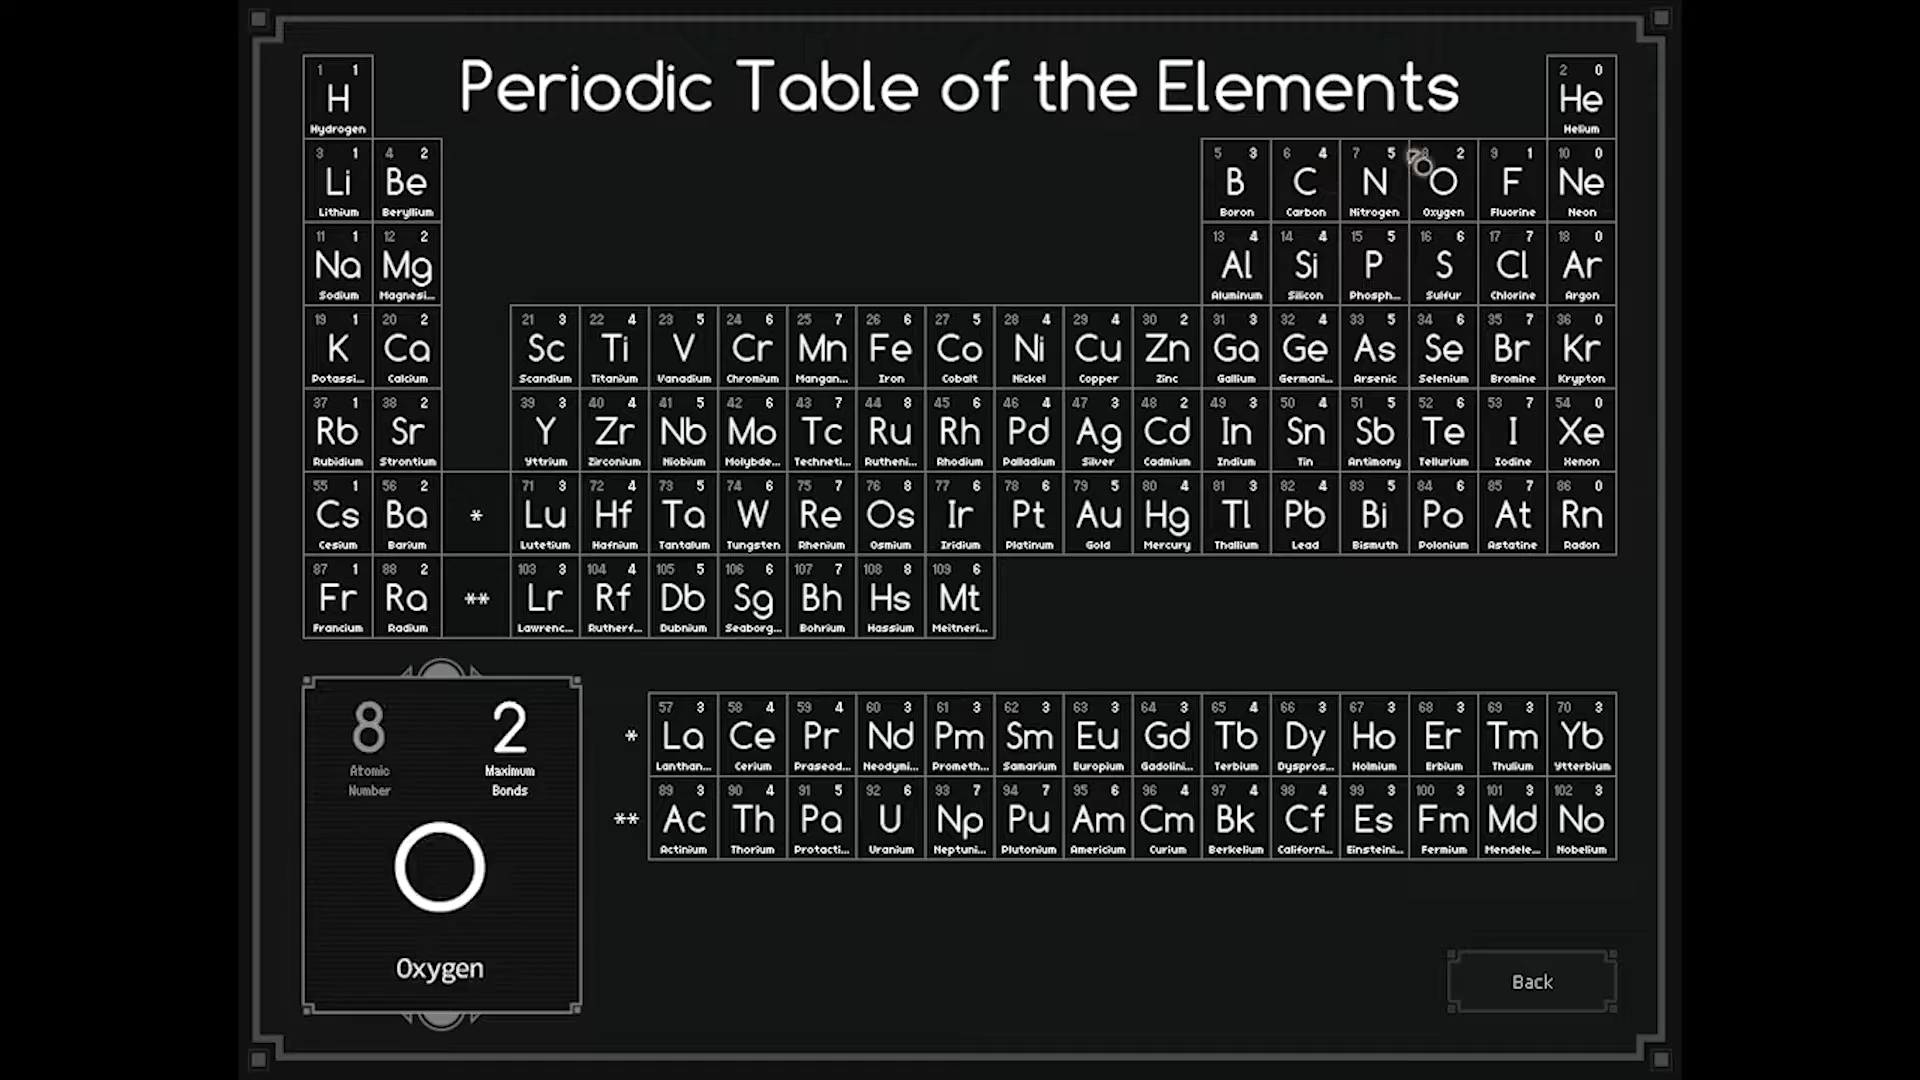 Periodic Table of the Elements
1 1 2 0
H He
Hydrogen Helium
3 1 4 2 5 3 6 4 7 5 8 2 9 1 10 0
Li Be B C N O F Ne
Lithium Beryllium Boron Carbon Nitrogen Oxygen Fluorine Neon
11 1 12 2 13 4 14 4 15 5 16 6 17 7 18 0
Na Mg Al Si P S Cl Ar
Sodium Magnesi... Aluminum Silicon Phosph... Sulfur Chlorine Argon
19 1 20 2 21 3 22 4 23 5 24 6 25 7 26 6 27 5 28 4 29 4 30 2 31 3 32 4 33 5 34 6 35 7 36 0
K Ca Sc Ti V Cr Mn Fe Co Ni Cu Zn Ga Ge As Se Br Kr
Potassi... Calcium Scandium Titanium Vanadium Chromium Mangan... Iron Cobalt Nickel Copper Zinc Gallium Germani... Arsenic Selenium Bromine Krypton
37 1 38 2 39 3 40 4 41 5 42 6 43 7 44 8 45 6 46 4 47 3 48 2 49 3 50 4 51 5 52 6 53 7 54 0
Rb Sr Y Zr Nb Mo Tc Ru Rh Pd Ag Cd In Sn Sb Te I Xe
Rubidium Strontium Yttrium Zirconium Niobium Molybde... Techneti... Rutheni... Rhodium Palladium Silver Cadmium Indium Tin Antimony Tellurium Iodine Xenon
55 1 56 2 71 3 72 4 73 5 74 6 75 7 76 8 77 6 78 6 79 5 80 4 81 3 82 4 83 5 84 6 85 7 86 0
Cs Ba * Lu Hf Ta W Re Os Ir Pt Au Hg Tl Pb Bi Po At Rn
Cesium Barium Lutetium Hafnium Tantalum Tungsten Rhenium Osmium Iridium Platinum Gold Mercury Thallium Lead Bismuth Polonium Astatine Radon
87 1 88 2 103 3 104 4 105 5 106 6 107 7 108 8 109 6
Fr Ra ** Lr Rf Db Sg Bh Hs Mt
Francium Radium Lawrenc... Rutherf... Dubnium Seaborg... Bohrium Hassium Meitneri...
57 3 58 4 59 4 60 3 61 3 62 3 63 3 64 3 65 4 66 3 67 3 68 3 69 3 70 3
* La Ce Pr Nd Pm Sm Eu Gd Tb Dy Ho Er Tm Yb
Lanthan... Cerium Praseod... Neodymi... Prometh... Samarium Europium Gadolini... Terbium Dyspros... Holmium Erbium Thulium Ytterbium
89 3 90 4 91 5 92 6 93 7 94 7 95 6 96 4 97 4 98 4 99 3 100 3 101 3 102 3
** Ac Th Pa U Np Pu Am Cm Bk Cf Es Fm Md No
Actinium Thorium Protacti... Uranium Neptuni... Plutonium Americium Curium Berkelium Californi... Einsteini... Fermium Mendele... Nobelium
8 2
Atomic Maximum
Number Bonds
O
Oxygen
Back